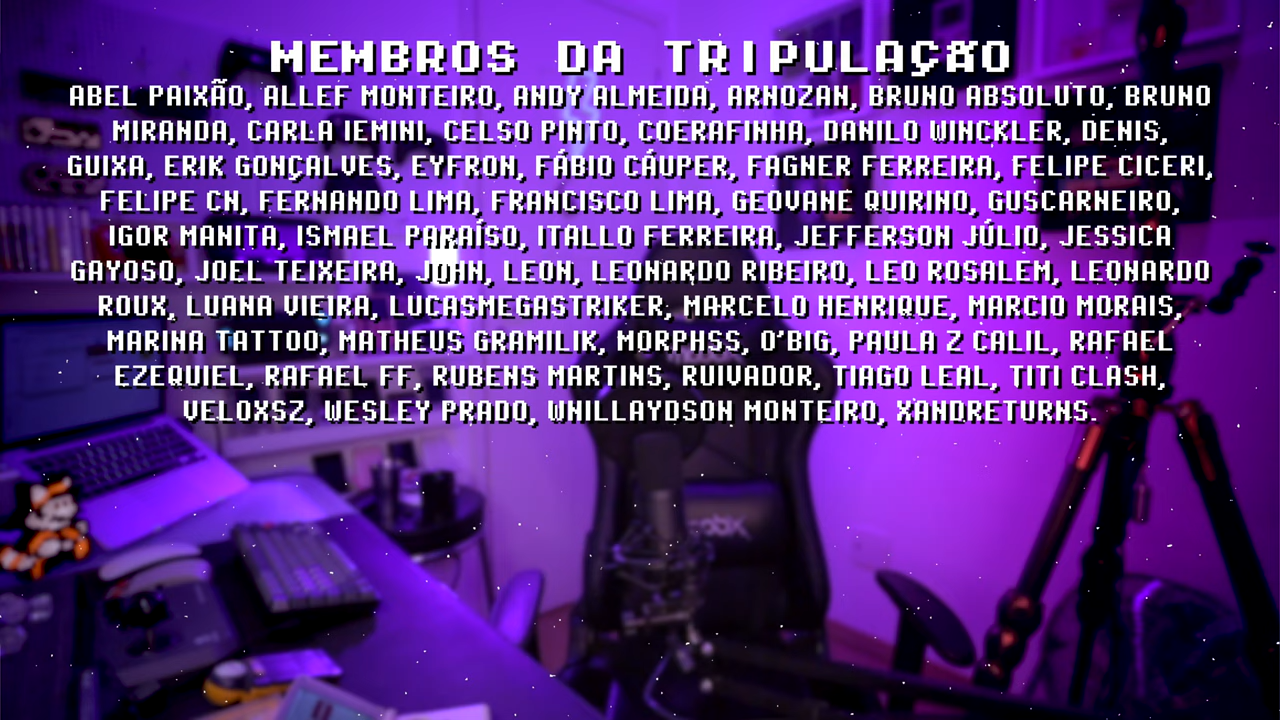 MEMBROS DA TRIPULAÇÃO
ABEL PAIXÃO, ALLEF MONTEIRO, ANDY ALMEIDA, ARNOZAN, BRUNO ABSOLUTO, BRUNO
MIRANDA, CARLA IEMINI, CELSO PINTO, COERAFINHA, DANILO WINCKLER, DENIS,
GUIXA, ERIK GONÇALVES, EYFRON, FÁBIO CÁUPER, FAGNER FERREIRA, FELIPE CICERI,
FELIPE CN, FERNANDO LIMA, FRANCISCO LIMA, GEOVANE QUIRINO, GUSCARNEIRO,
IGOR MANITA, ISMAEL PARAÍSO, ITALLO FERREIRA, JEFFERSON JÚLIO, JESSICA
GAYOSO, JOEL TEIXEIRA, JOHN, LEON, LEONARDO RIBEIRO, LEO ROSALEM, LEONARDO
ROUX, LUANA VIEIRA, LUCASMEGASTRIKER, MARCELO HENRIQUE, MARCIO MORAIS,
MARINA TATTOO, MATHEUS GRAMILIK, MORPHSS, O'BIG, PAULA Z CALIL, RAFAEL
EZEQUIEL, RAFAEL FF, RUBENS MARTINS, RUIVADOR, TIAGO LEAL, TITI CLASH,
VELOXSZ, WESLEY PRADO, WNILLAYDSON MONTEIRO, XANDRETURNS.